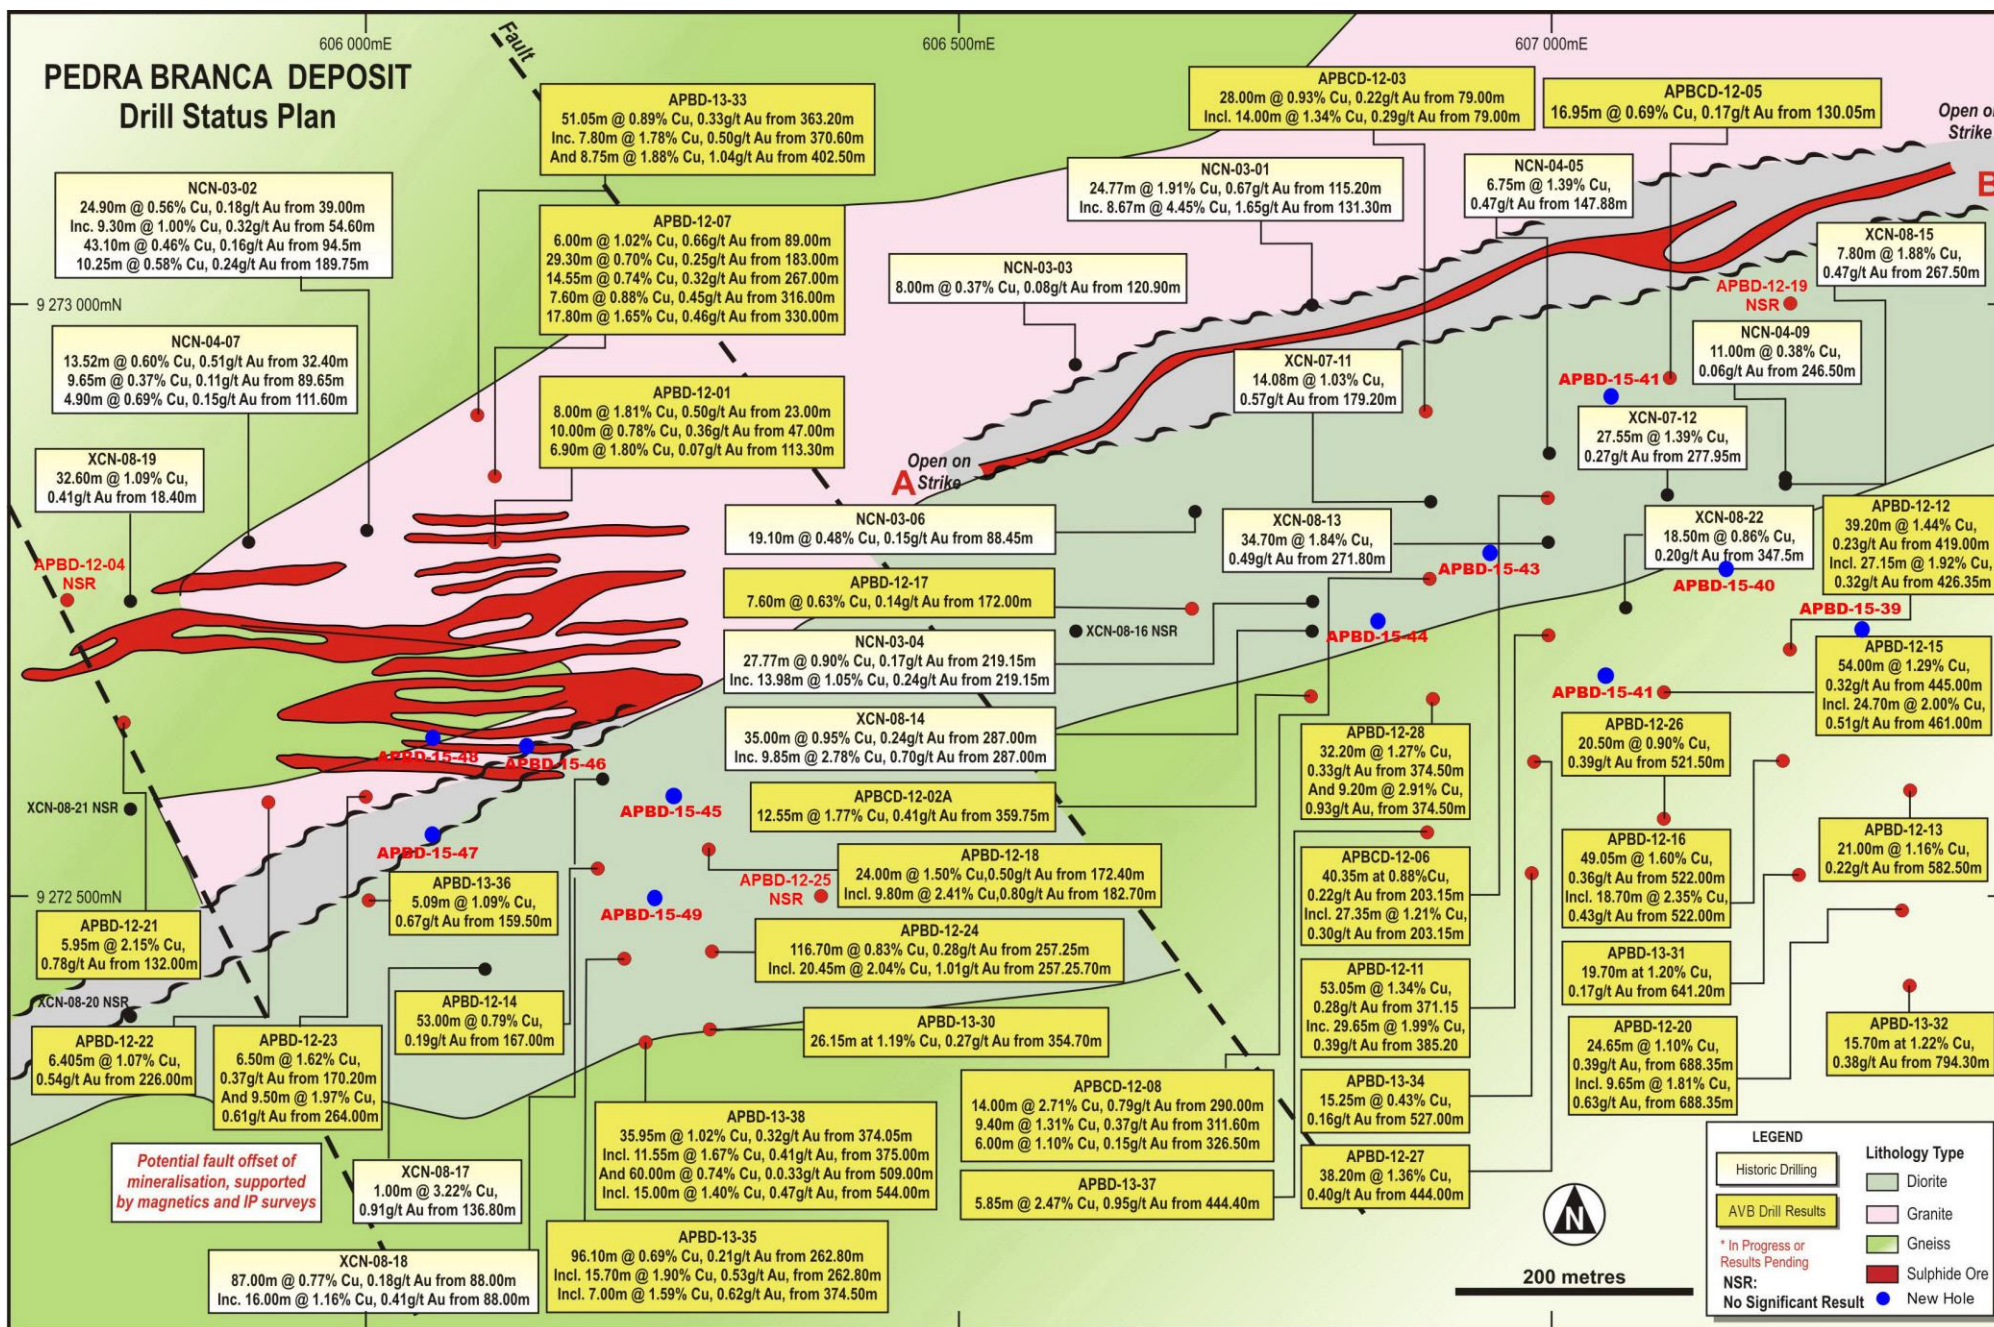 PEDRA BRANCA DEPOSIT
Drill Status Plan
606 000mE
606 500mE
607 000mE
Fault
9 273 000mN
9 272 500mN
APBD-13-33
51.05m @ 0.89% Cu, 0.33g/t Au from 363.20m
Inc. 7.80m @ 1.78% Cu, 0.50g/t Au from 370.60m
And 8.75m @ 1.88% Cu, 1.04g/t Au from 402.50m
APBCD-12-03
28.00m @ 0.93% Cu, 0.22g/t Au from 79.00m
Incl. 14.00m @ 1.34% Cu, 0.29g/t Au from 79.00m
APBCD-12-05
16.95m @ 0.69% Cu, 0.17g/t Au from 130.05m
Open on
Strike
B
NCN-03-02
24.90m @ 0.56% Cu, 0.18g/t Au from 39.00m
Inc. 9.30m @ 1.00% Cu, 0.32g/t Au from 54.60m
43.10m @ 0.46% Cu, 0.16g/t Au from 94.5m
10.25m @ 0.58% Cu, 0.24g/t Au from 189.75m
NCN-03-01
24.77m @ 1.91% Cu, 0.67g/t Au from 115.20m
Inc. 8.67m @ 4.45% Cu, 1.65g/t Au from 131.30m
NCN-04-05
6.75m @ 1.39% Cu,
0.47g/t Au from 147.88m
APBD-12-07
6.00m @ 1.02% Cu, 0.66g/t Au from 89.00m
29.30m @ 0.70% Cu, 0.25g/t Au from 183.00m
14.55m @ 0.74% Cu, 0.32g/t Au from 267.00m
7.60m @ 0.88% Cu, 0.45g/t Au from 316.00m
17.80m @ 1.65% Cu, 0.46g/t Au from 330.00m
NCN-03-03
8.00m @ 0.37% Cu, 0.08g/t Au from 120.90m
XCN-08-15
7.80m @ 1.88% Cu,
0.47g/t Au from 267.50m
APBD-12-19
NSR
NCN-04-07
13.52m @ 0.60% Cu, 0.51g/t Au from 32.40m
9.65m @ 0.37% Cu, 0.11g/t Au from 89.65m
4.90m @ 0.69% Cu, 0.15g/t Au from 111.60m
NCN-04-09
11.00m @ 0.38% Cu,
0.06g/t Au from 246.50m
XCN-07-11
14.08m @ 1.03% Cu,
0.57g/t Au from 179.20m
APBD-15-41
APBD-12-01
8.00m @ 1.81% Cu, 0.50g/t Au from 23.00m
10.00m @ 0.78% Cu, 0.36g/t Au from 47.00m
6.90m @ 1.80% Cu, 0.07g/t Au from 113.30m
XCN-07-12
27.55m @ 1.39% Cu,
0.27g/t Au from 277.95m
XCN-08-19
32.60m @ 1.09% Cu,
0.41g/t Au from 18.40m
Open on
Strike
A
NCN-03-06
19.10m @ 0.48% Cu, 0.15g/t Au from 88.45m
XCN-08-13
34.70m @ 1.84% Cu,
0.49g/t Au from 271.80m
XCN-08-22
18.50m @ 0.86% Cu,
0.20g/t Au from 347.5m
APBD-12-12
39.20m @ 1.44% Cu,
0.23g/t Au from 419.00m
Incl. 27.15m @ 1.92% Cu,
0.32g/t Au from 426.35m
APBD-12-04
NSR
APBD-15-43
APBD-15-40
APBD-12-17
7.60m @ 0.63% Cu, 0.14g/t Au from 172.00m
APBD-15-39
XCN-08-16 NSR
APBD-15-44
NCN-03-04
27.77m @ 0.90% Cu, 0.17g/t Au from 219.15m
Inc. 13.98m @ 1.05% Cu, 0.24g/t Au from 219.15m
APBD-12-15
54.00m @ 1.29% Cu,
0.32g/t Au from 445.00m
Incl. 24.70m @ 2.00% Cu,
0.51g/t Au from 461.00m
APBD-15-41
XCN-08-14
35.00m @ 0.95% Cu, 0.24g/t Au from 287.00m
Inc. 9.85m @ 2.78% Cu, 0.70g/t Au from 287.00m
APBD-12-28
32.20m @ 1.27% Cu,
0.33g/t Au from 374.50m
And 9.20m @ 2.91% Cu,
0.93g/t Au, from 374.50m
APBD-12-26
20.50m @ 0.90% Cu,
0.39g/t Au from 521.50m
APBD-15-48
APBD-15-46
APBD-15-45
APBCD-12-02A
12.55m @ 1.77% Cu, 0.41g/t Au from 359.75m
XCN-08-21 NSR
APBD-15-47
APBD-12-18
24.00m @ 1.50% Cu,0.50g/t Au from 172.40m
Incl. 9.80m @ 2.41% Cu,0.80g/t Au from 182.70m
APBCD-12-06
40.35m at 0.88%Cu,
0.22g/t Au from 203.15m
Incl. 27.35m @ 1.21% Cu,
0.30g/t Au from 203.15m
APBD-12-16
49.05m @ 1.60% Cu,
0.36g/t Au from 522.00m
Incl. 18.70m @ 2.35% Cu,
0.43g/t Au from 522.00m
APBD-12-13
21.00m @ 1.16% Cu,
0.22g/t Au from 582.50m
APBD-13-36
5.09m @ 1.09% Cu,
0.67g/t Au from 159.50m
APBD-12-25
NSR
APBD-15-49
APBD-12-21
5.95m @ 2.15% Cu,
0.78g/t Au from 132.00m
APBD-12-24
116.70m @ 0.83% Cu, 0.28g/t Au from 257.25m
Incl. 20.45m @ 2.04% Cu, 1.01g/t Au from 257.25.70m
APBD-12-11
53.05m @ 1.34% Cu,
0.28g/t Au from 371.15
Inc. 29.65m @ 1.99% Cu,
0.39g/t Au from 385.20
APBD-13-31
19.70m at 1.20% Cu,
0.17g/t Au from 641.20m
XCN-08-20 NSR
APBD-12-14
53.00m @ 0.79% Cu,
0.19g/t Au from 167.00m
APBD-13-30
26.15m at 1.19% Cu, 0.27g/t Au from 354.70m
APBD-12-22
6.405m @ 1.07% Cu,
0.54g/t Au from 226.00m
APBD-12-23
6.50m @ 1.62% Cu,
0.37g/t Au from 170.20m
And 9.50m @ 1.97% Cu,
0.61g/t Au from 264.00m
APBD-12-20
24.65m @ 1.10% Cu,
0.39g/t Au, from 688.35m
Incl. 9.65m @ 1.81% Cu,
0.63g/t Au, from 688.35m
APBD-13-32
15.70m at 1.22% Cu,
0.38g/t Au from 794.30m
APBCD-12-08
14.00m @ 2.71% Cu, 0.79g/t Au from 290.00m
9.40m @ 1.31% Cu, 0.37g/t Au from 311.60m
6.00m @ 1.10% Cu, 0.15g/t Au from 326.50m
APBD-13-34
15.25m @ 0.43% Cu,
0.16g/t Au from 527.00m
APBD-13-38
35.95m @ 1.02% Cu, 0.32g/t Au from 374.05m
Incl. 11.55m @ 1.67% Cu, 0.41g/t Au from 375.00m
And 60.00m @ 0.74% Cu, 0.0.33g/t Au from 509.00m
Incl. 15.00m @ 1.40% Cu, 0.47g/t Au, from 544.00m
Potential fault offset of
mineralisation, supported
by magnetics and IP surveys
XCN-08-17
1.00m @ 3.22% Cu,
0.91g/t Au from 136.80m
APBD-13-37
5.85m @ 2.47% Cu, 0.95g/t Au from 444.40m
APBD-12-27
38.20m @ 1.36% Cu,
0.40g/t Au from 444.00m
APBD-13-35
96.10m @ 0.69% Cu, 0.21g/t Au from 262.80m
Incl. 15.70m @ 1.90% Cu, 0.53g/t Au, from 262.80m
Incl. 7.00m @ 1.59% Cu, 0.62g/t Au, from 374.50m
XCN-08-18
87.00m @ 0.77% Cu, 0.18g/t Au from 88.00m
Inc. 16.00m @ 1.16% Cu, 0.41g/t Au from 88.00m
N
200 metres
LEGEND
Historic Drilling
AVB Drill Results
* In Progress or
Results Pending
NSR:
No Significant Result
Lithology Type
Diorite
Granite
Gneiss
Sulphide Ore
New Hole